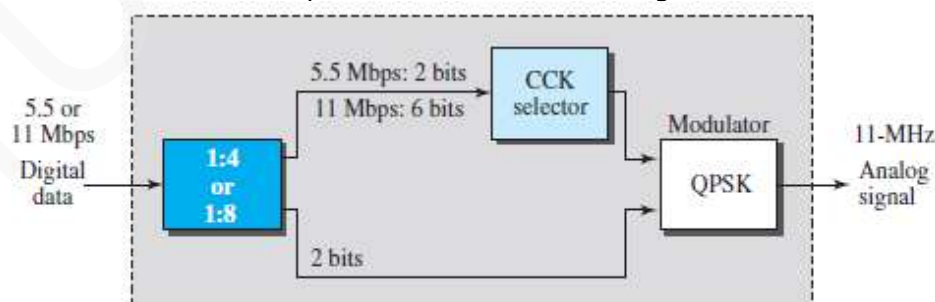 5.5 or
11 Mbps
Digital
data
1:4
or
1:8
5.5 Mbps: 2 bits
11 Mbps: 6 bits
CCK
selector
2 bits
Modulator
QPSK
11-MHz
Analog
signal